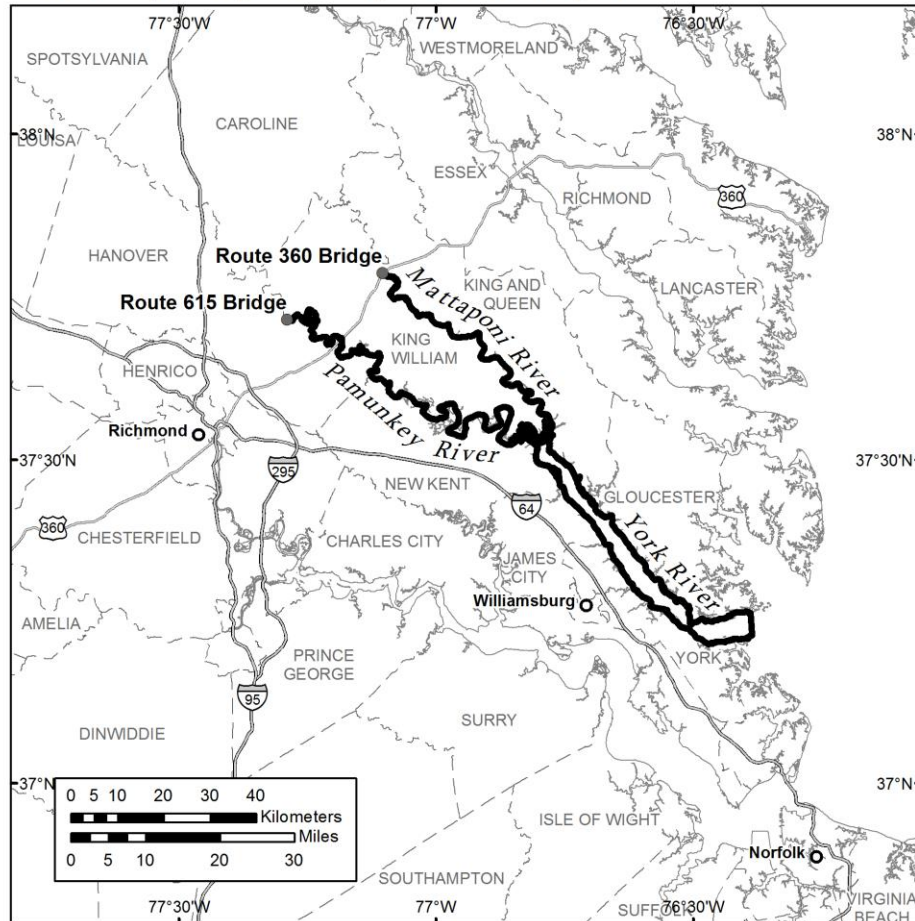 77°30'W
77°W
76°30'W
WESTMORELAND
SPOTSYLVANIA
CAROLINE
38°N
38°N
LOUISA
ESSEX
RICHMOND
360
HANOVER
Route 360 Bridge
Mattaponi River
KING AND
QUEEN
LANCASTER
Route 615 Bridge
KING
WILLIAM
HENRICO
Pamunkey River
Richmond
37°30'N
37°30'N
295
NEW KENT
64
GLOUCESTER
York River
360
CHESTERFIELD
CHARLES CITY
JAMES
CITY
Williamsburg
AMELIA
YORK
PRINCE
GEORGE
95
SURRY
DINWIDDIE
37°N
37°N
0 5 10 20 30 40
Kilometers
Miles
0 5 10 20 30
ISLE OF WIGHT
Norfolk
SOUTHAMPTON
SUFFOLK
VIRGINIA
BEACH
77°30'W
77°W
76°30'W